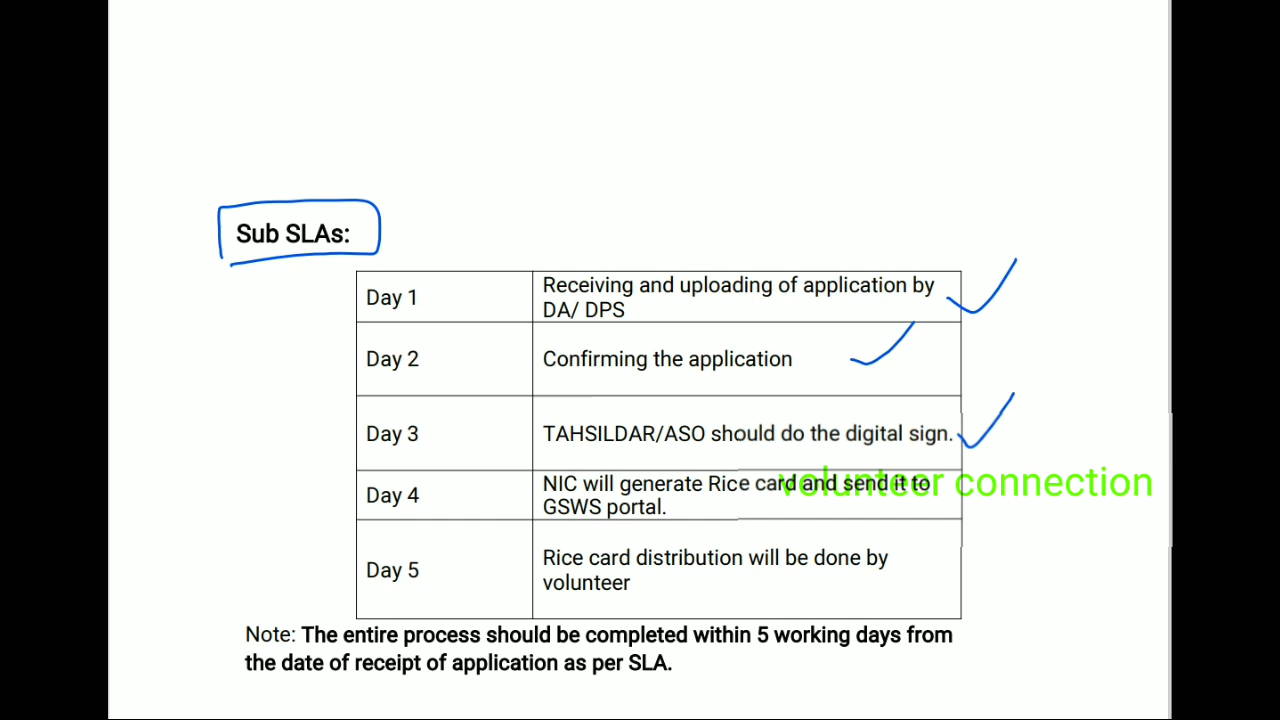 Sub SLAs:
Day 1
Receiving and uploading of application by
DA/ DPS
Day 2
Confirming the application
Day 3
TAHSILDAR/ASO should do the digital sign.
Day 4
NIC will generate Rice card and send it to
GSWS portal.
volunteer connection
Day 5
Rice card distribution will be done by
volunteer
Note: The entire process should be completed within 5 working days from
the date of receipt of application as per SLA.